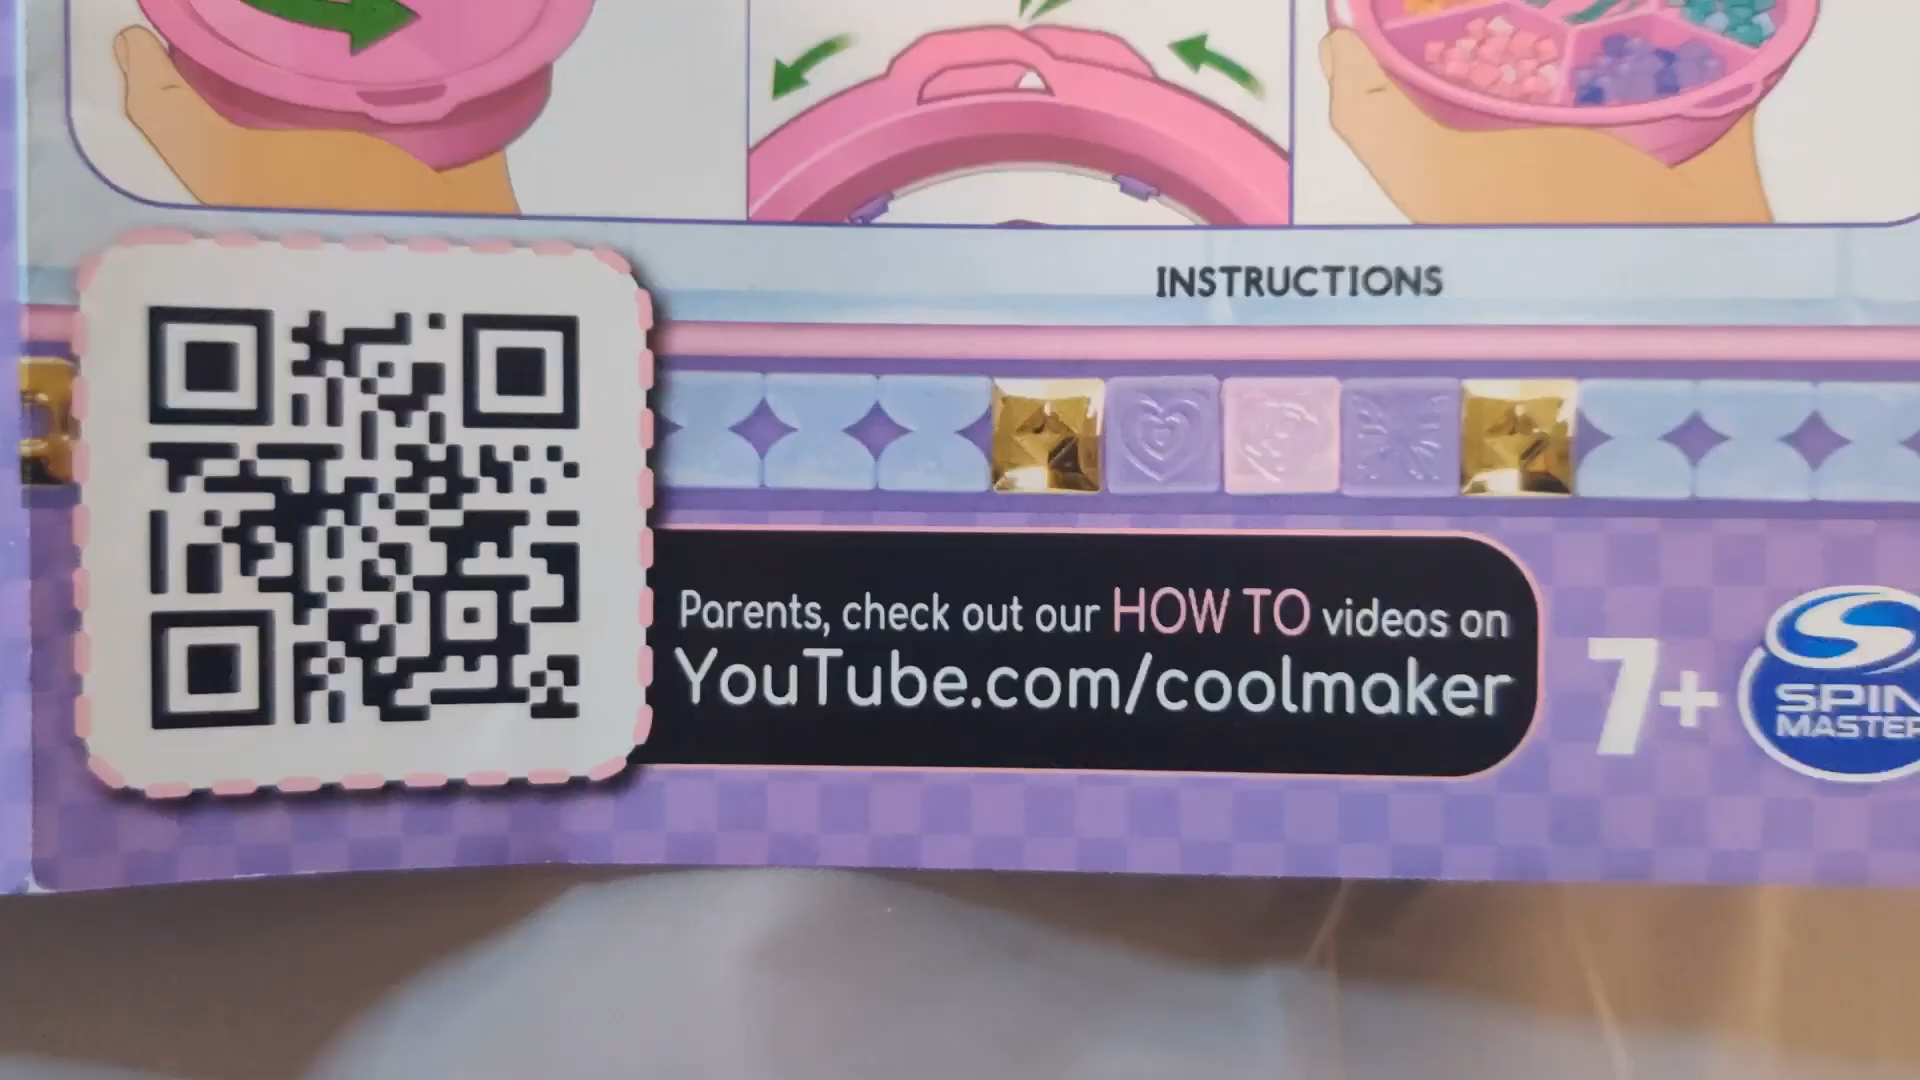 INSTRUCTIONS
Parents, check out our HOW TO videos on
YouTube.com/coolmaker
7+
SPIN
MASTER